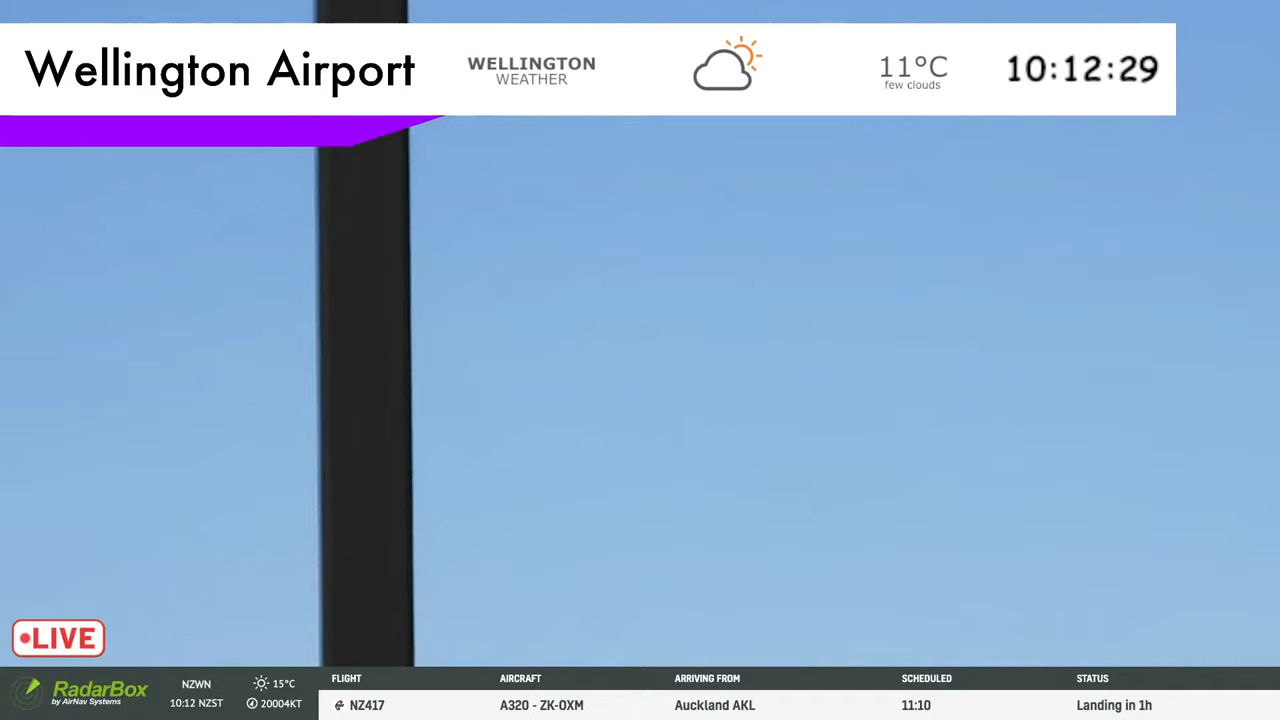 Wellington Airport
WELLINGTON
WEATHER
11°C
few clouds
10:12:29
LIVE
RadarBox
by AirNav Systems
NZWN
10:12 NZST
15°C
20004KT
FLIGHT AIRCRAFT ARRIVING FROM SCHEDULED STATUS
NZ417 A320 - ZK-OXM Auckland AKL 11:10 Landing in 1h